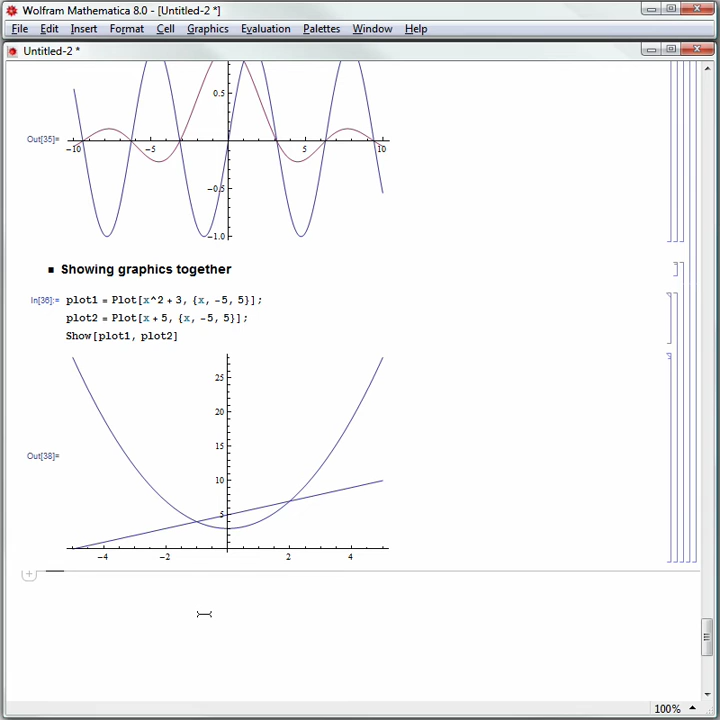 Wolfram Mathematica 8.0 - [Untitled-2 *]
File Edit Insert Format Cell Graphics Evaluation Palettes Window Help
Untitled-2 *
0.5
Out[35]=
-10 -5 5 10
-0.5
-1.0
■ Showing graphics together
In[36]:= plot1 = Plot[x^2 + 3, {x, -5, 5}];
plot2 = Plot[x + 5, {x, -5, 5}];
Show[plot1, plot2]
25
20
15
Out[38]=
10
5
-4 -2 2 4
100%